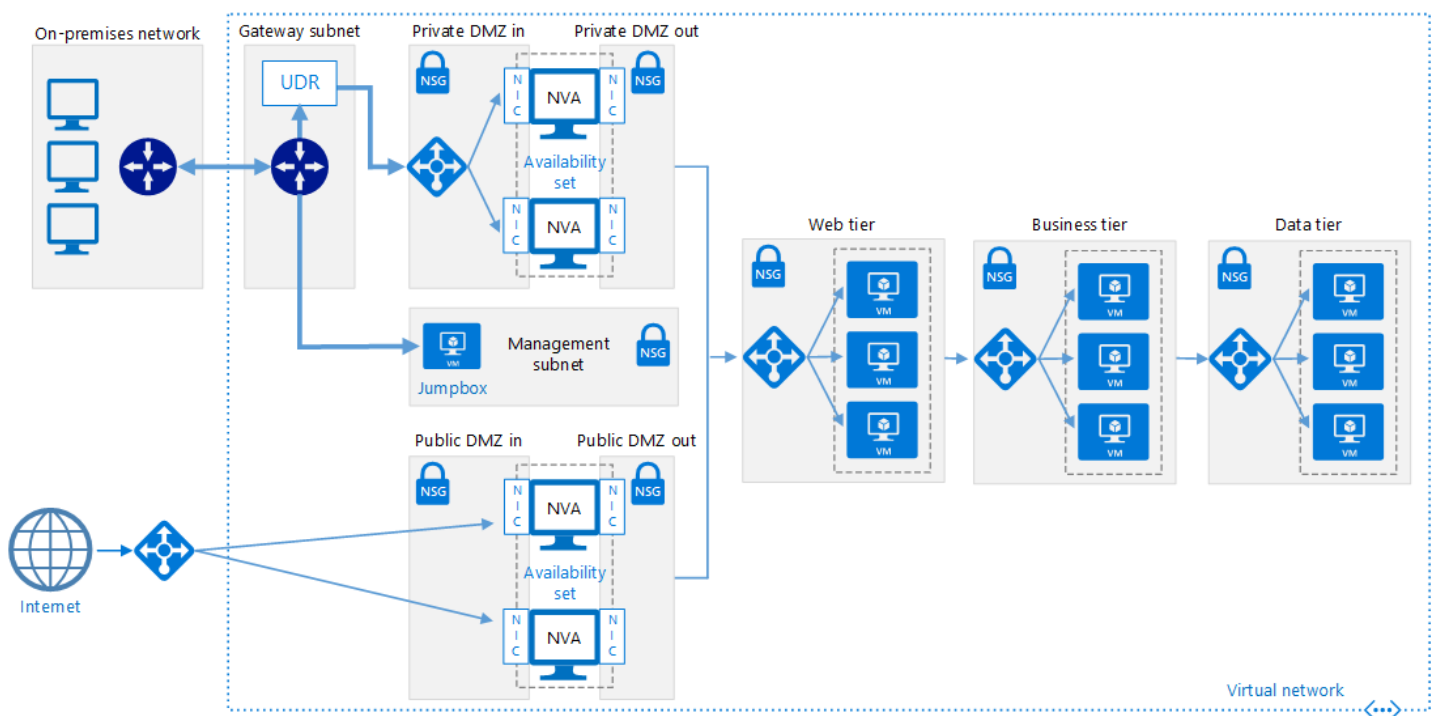 On-premises network
Gateway subnet
Private DMZ in
Private DMZ out
UDR
NSG
NIC
NVA
NIC
NSG
Availability
set
NIC
NVA
NIC
Web tier
Business tier
Data tier
NSG
VM
VM
VM
NSG
VM
VM
VM
NSG
VM
VM
VM
VM
Jumpbox
Management
subnet
NSG
Public DMZ in
Public DMZ out
NSG
NIC
NVA
NIC
NSG
Availability
set
NIC
NVA
NIC
Internet
Virtual network